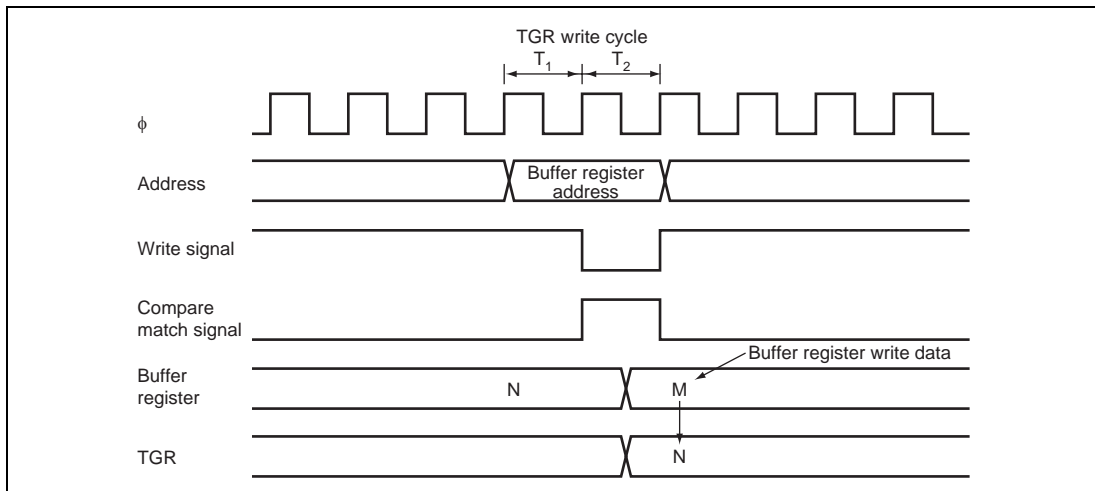 TGR write cycle
T1 T2
ϕ
Address
Buffer register
address
Write signal
Compare
match signal
Buffer register write data
Buffer
register
N
M
TGR
N